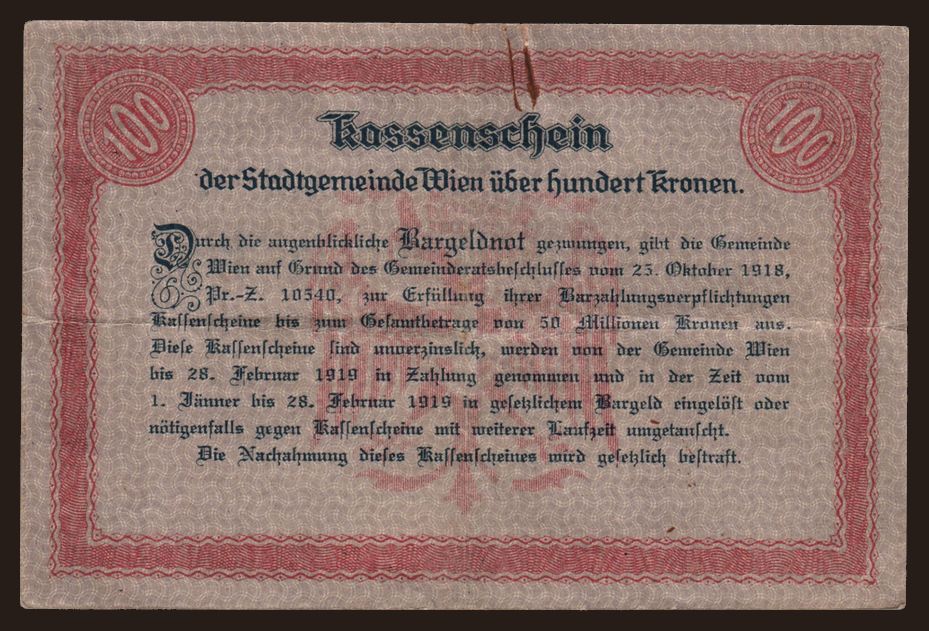 100
100
Kassenschein
der Stadtgemeinde Wien über hundert Kronen.
Durch die augenblickliche Bargeldnot gezwungen, gibt die Gemeinde
Wien auf Grund des Gemeinderatsbeschlusses vom 25. Oktober 1918,
Pr.-Z. 10540, zur Erfüllung ihrer Barzahlungsverpflichtungen
Kassenscheine bis zum Gesamtbetrage von 50 Millionen Kronen aus.
Diese Kassenscheine sind unverzinslich, werden von der Gemeinde Wien
bis 28. Februar 1919 in Zahlung genommen und in der Zeit vom
1. Jänner bis 28. Februar 1919 in gesetzlichem Bargeld eingelöst oder
nötigenfalls gegen Kassenscheine mit weiterer Laufzeit umgetauscht.
Die Nachahmung dieses Kassenscheines wird gesetzlich bestraft.